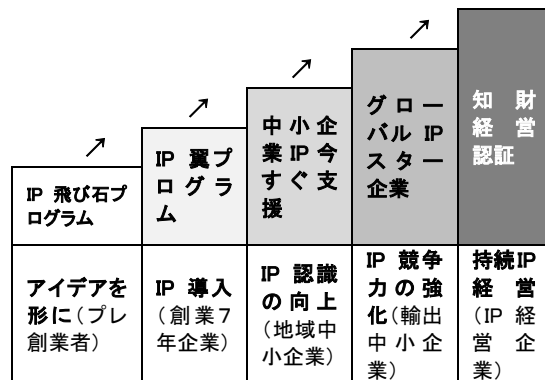 ↗
↗
↗
↗
IP 飛び石プ
ログラム
IP 翼プ
ログラ
ム
中小企
業IP今
すぐ支
援
グロー
バルIP
スター
企業
知財
経営
認証
アイデアを
形に(プレ
創業者)
IP 導入
(創業7
年企業)
IP 認識
の向上
(地域中
小企業)
IP 競争
力の強
化(輸出
中小企
業)
持続IP
経営
(IP 経
営企
業)